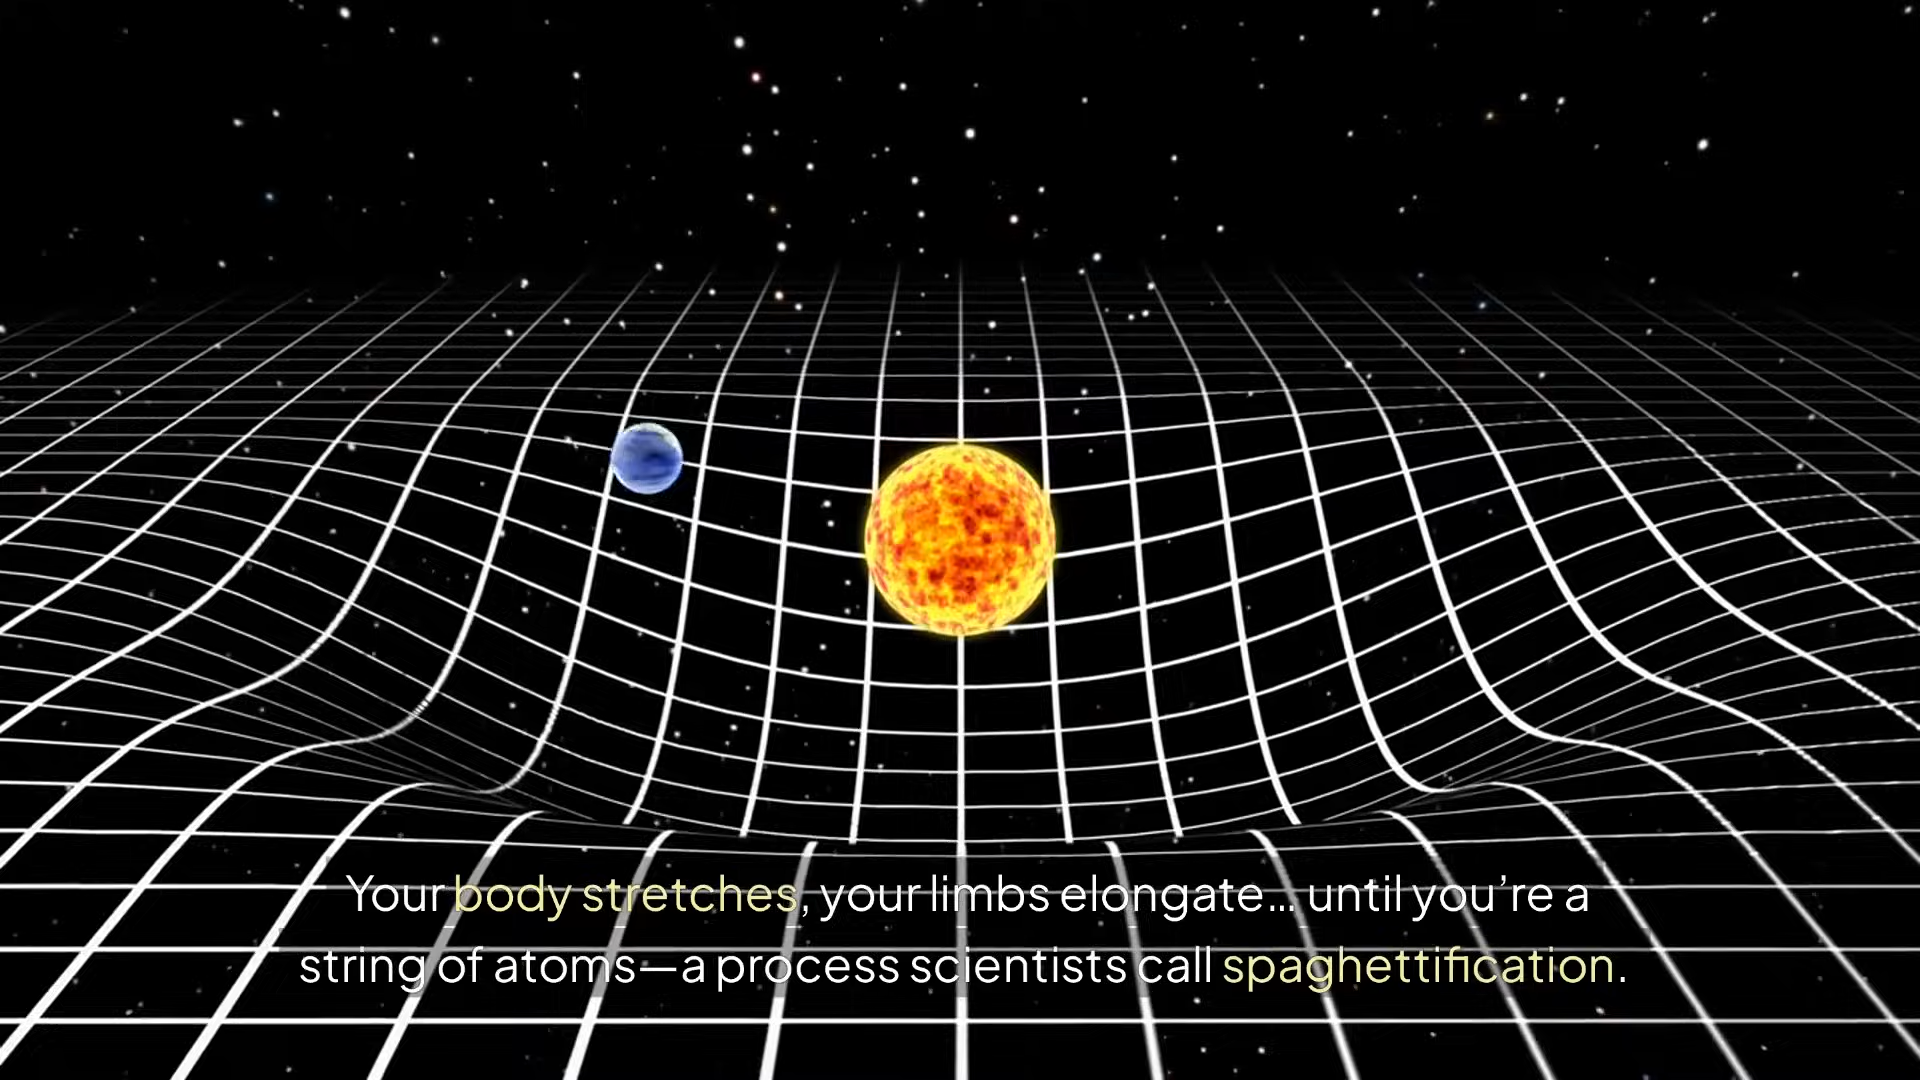 Your body stretches, your limbs elongate... until you’re a
string of atoms—a process scientists call spaghettification.